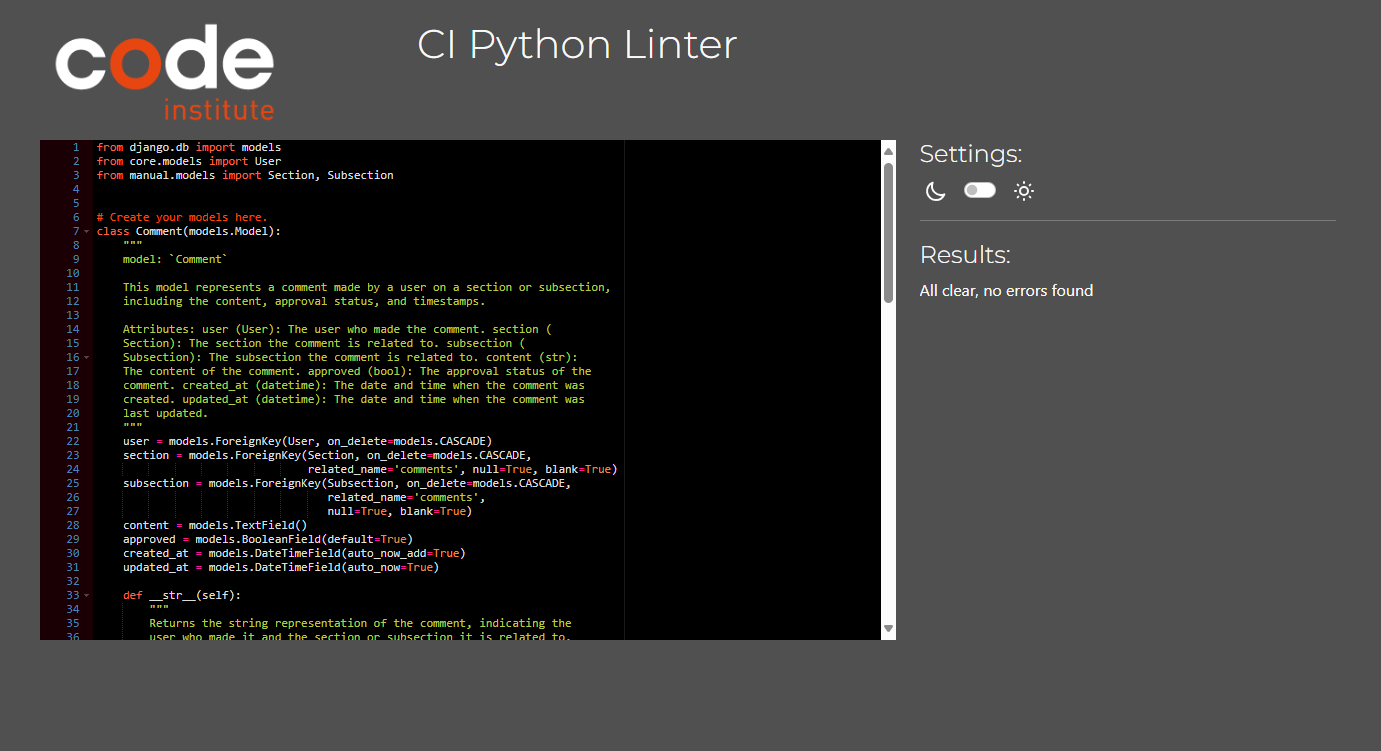 code
institute
CI Python Linter
1 from django.db import models
2 from core.models import User
3 from manual.models import Section, Subsection
4
5
6 # Create your models here.
7 class Comment(models.Model):
8     """
9     model: `Comment`
10
11     This model represents a comment made by a user on a section or subsection,
12     including the content, approval status, and timestamps.
13
14     Attributes: user (User): The user who made the comment. section (
15     Section): The section the comment is related to. subsection (
16     Subsection): The subsection the comment is related to. content (str):
17     The content of the comment. approved (bool): The approval status of the
18     comment. created_at (datetime): The date and time when the comment was
19     created. updated_at (datetime): The date and time when the comment was
20     last updated.
21     """
22     user = models.ForeignKey(User, on_delete=models.CASCADE)
23     section = models.ForeignKey(Section, on_delete=models.CASCADE,
24                                 related_name='comments', null=True, blank=True)
25     subsection = models.ForeignKey(Subsection, on_delete=models.CASCADE,
26                                    related_name='comments',
27                                    null=True, blank=True)
28     content = models.TextField()
29     approved = models.BooleanField(default=True)
30     created_at = models.DateTimeField(auto_now_add=True)
31     updated_at = models.DateTimeField(auto_now=True)
32
33     def __str__(self):
34         """
35         Returns the string representation of the comment, indicating the
36         user who made it and the section or subsection it is related to.
Settings:
Results:
All clear, no errors found